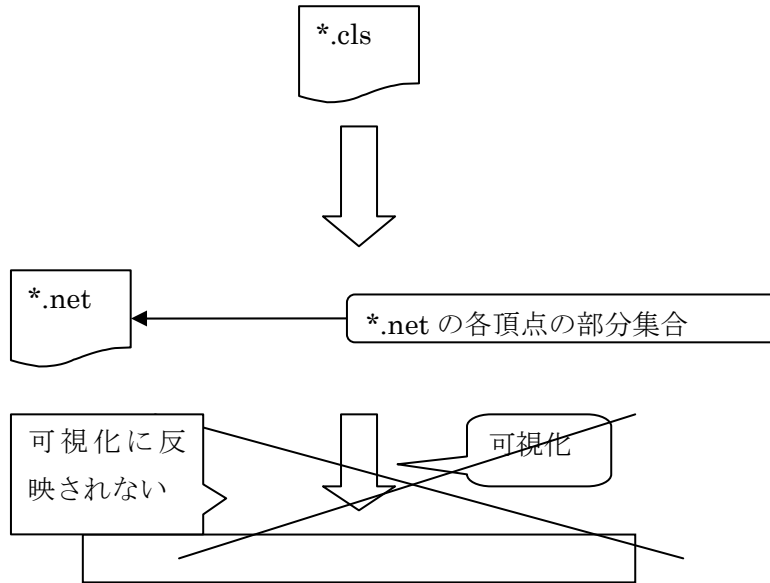 *.cls
*.net
*.net の各頂点の部分集合
可視化に反
映されない
可視化